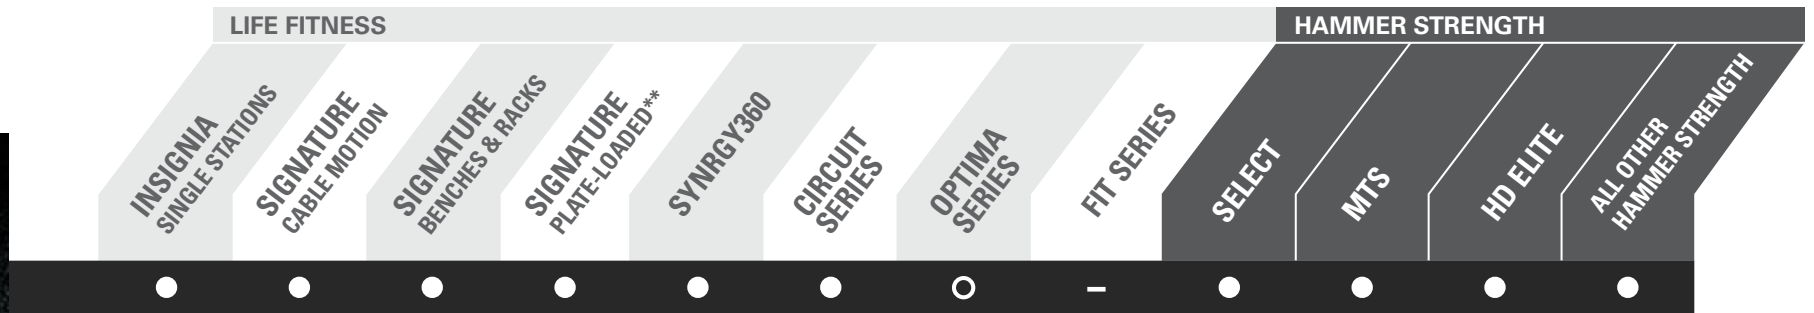 LIFE FITNESS
HAMMER STRENGTH
INSIGNIA
SINGLE STATIONS
SIGNATURE
CABLE MOTION
SIGNATURE
BENCHES & RACKS
SIGNATURE
PLATE-LOADED**
SYNRGY360
CIRCUIT
SERIES
OPTIMA
SERIES
FIT SERIES
SELECT
MTS
HD ELITE
ALL OTHER
HAMMER STRENGTH